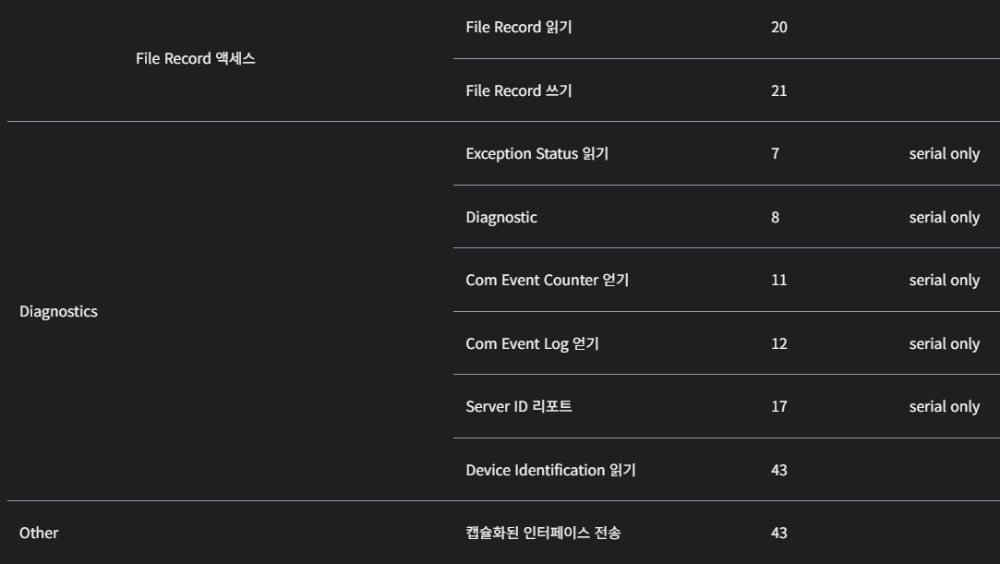 File Record 액세스
File Record 읽기 20
File Record 쓰기 21
Diagnostics
Exception Status 읽기 7 serial only
Diagnostic 8 serial only
Com Event Counter 얻기 11 serial only
Com Event Log 얻기 12 serial only
Server ID 리포트 17 serial only
Device Identification 읽기 43
Other 캡슐화된 인터페이스 전송 43